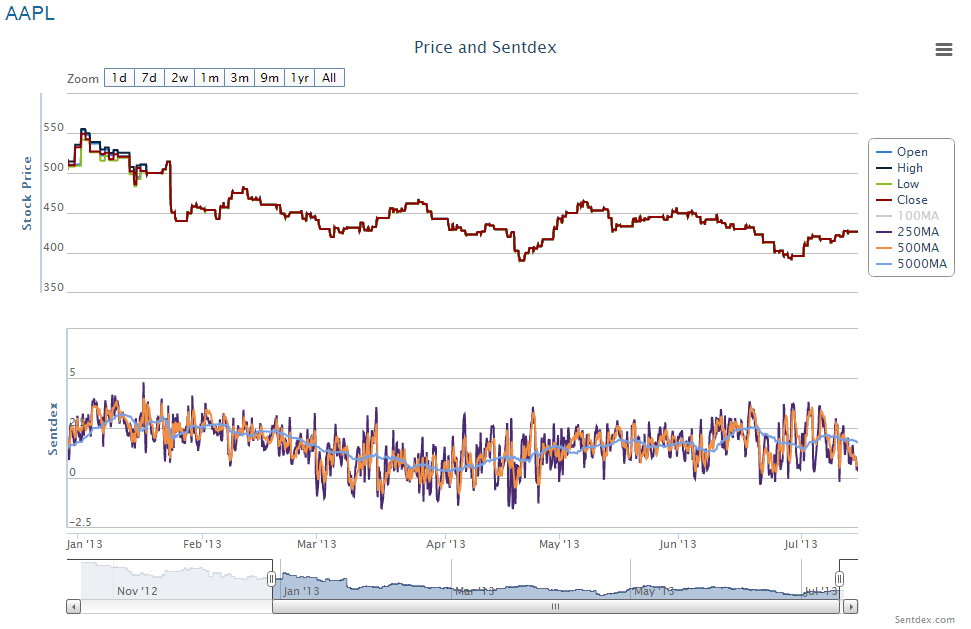 AAPL
Price and Sentdex
Zoom 1d 7d 2w 1m 3m 9m 1yr All
550
500
450
400
350
Stock Price
Open
High
Low
Close
100MA
250MA
500MA
5000MA
5
2.5
0
-2.5
Sentdex
Jan '13 Feb '13 Mar '13 Apr '13 May '13 Jun '13 Jul '13
Nov '12 Jan '13 Mar '13 May '13 Jul '13
Sentdex.com